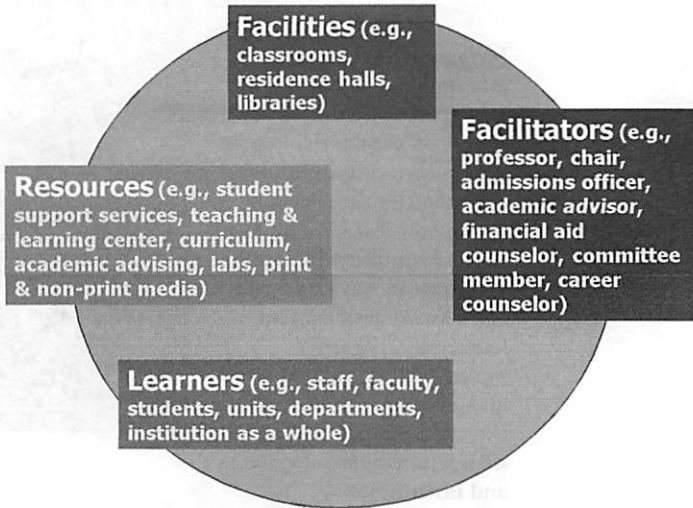 Facilities (e.g.,
classrooms,
residence halls,
libraries)
Facilitators (e.g.,
professor, chair,
admissions officer,
academic advisor,
financial aid
counselor, committee
member, career
counselor)
Resources (e.g., student
support services, teaching &
learning center, curriculum,
academic advising, labs, print
& non-print media)
Learners (e.g., staff, faculty,
students, units, departments,
institution as a whole)